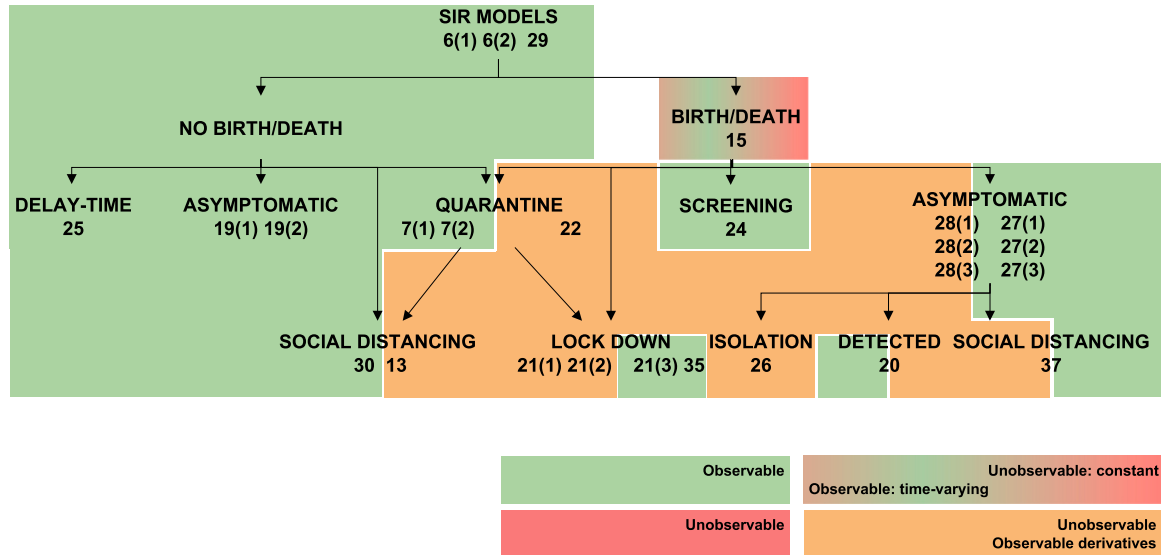 SIR MODELS
6(1) 6(2) 29
NO BIRTH/DEATH
BIRTH/DEATH
15
DELAY-TIME
25
ASYMPTOMATIC
19(1) 19(2)
QUARANTINE
7(1) 7(2) 22
SCREENING
24
ASYMPTOMATIC
28(1) 27(1)
28(2) 27(2)
28(3) 27(3)
SOCIAL DISTANCING
30 13
LOCK DOWN
21(1) 21(2) 21(3) 35
ISOLATION
26
DETECTED
20
SOCIAL DISTANCING
37
Observable
Unobservable: constant
Observable: time-varying
Unobservable
Unobservable
Observable derivatives